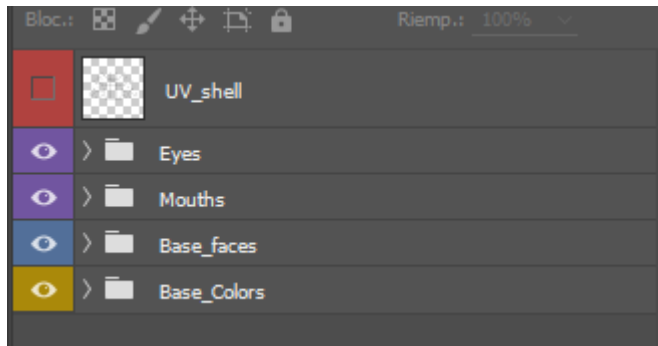 Bloc.: Riemp.: 100%
UV_shell
Eyes
Mouths
Base_faces
Base_Colors